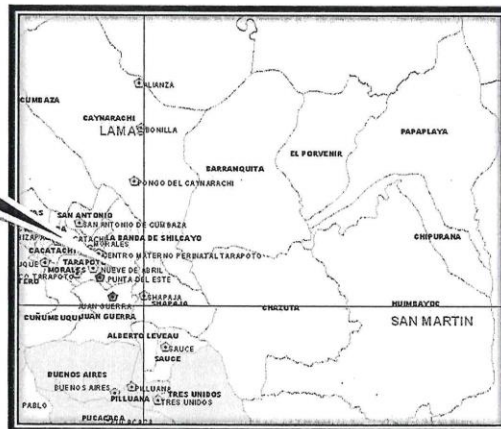 ALIANZA
CUMBAZA
CAYNARACHI
LAMAS
BONILLA
PAPAPLAYA
EL PORVENIR
BARRANQUITA
PONGO DEL CAYNARACHI
SAN ANTONIO
SAN ANTONIO DE CUMBAZA
CHIPURANA
MORALES
LA BANDA DE SHILCAYO
CACATACHI
CENTRO MATERNO PERINATAL TARAPOTO
TARAPOTO
NUEVE DE ABRIL
MORALES
PUNTA DEL ESTE
JUAN GUERRA
SHAPAJA
SHAPAJA
CHAZUTA
HUIMBAYOC
CUÑUMBUQUI
JUAN GUERRA
SAN MARTIN
ALBERTO LEVEAU
SAUCE
SAUCE
BUENOS AIRES
BUENOS AIRES
PILLUANA
PILLUANA
TRES UNIDOS
TRES UNIDOS
PABLO
PUCACACA
PUCACACA